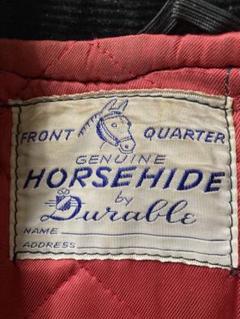 FRONT QUARTER
GENUINE
HORSEHIDE
by
Durable
NAME
ADDRESS